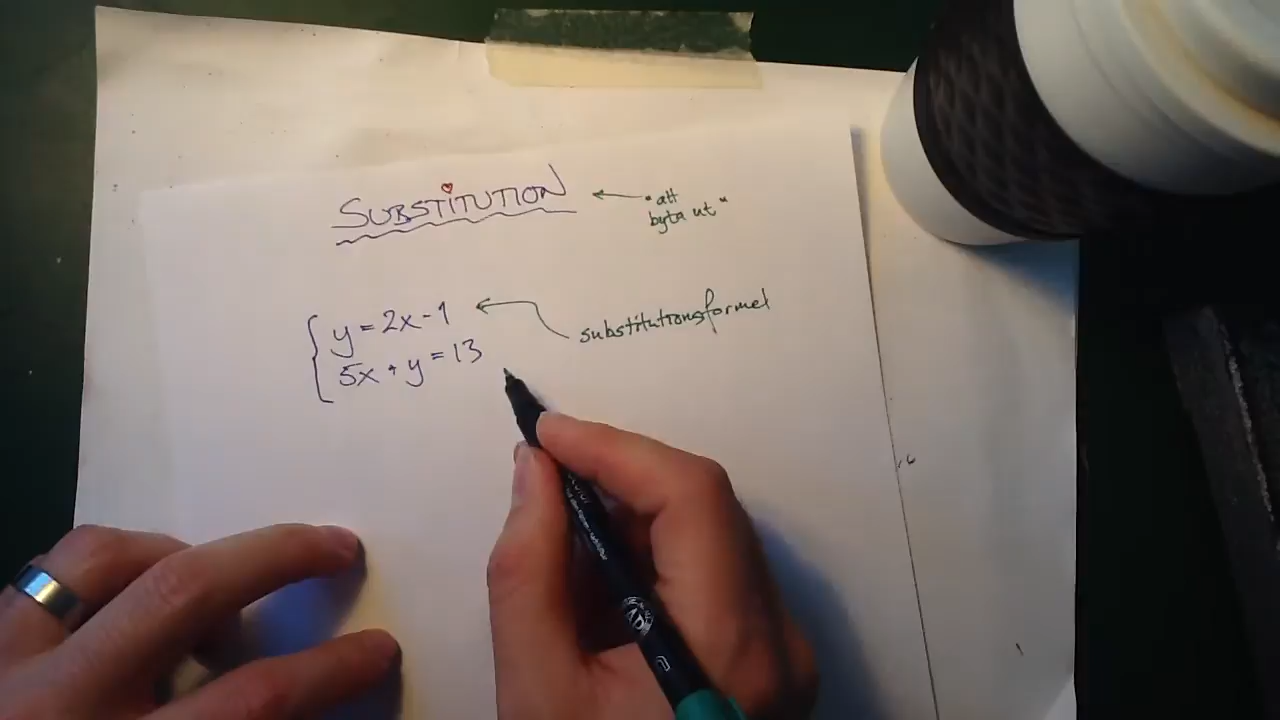 SUBSTITUTION
"att
byta ut"
y = 2x - 1
substitutionsformel
5x + y = 13